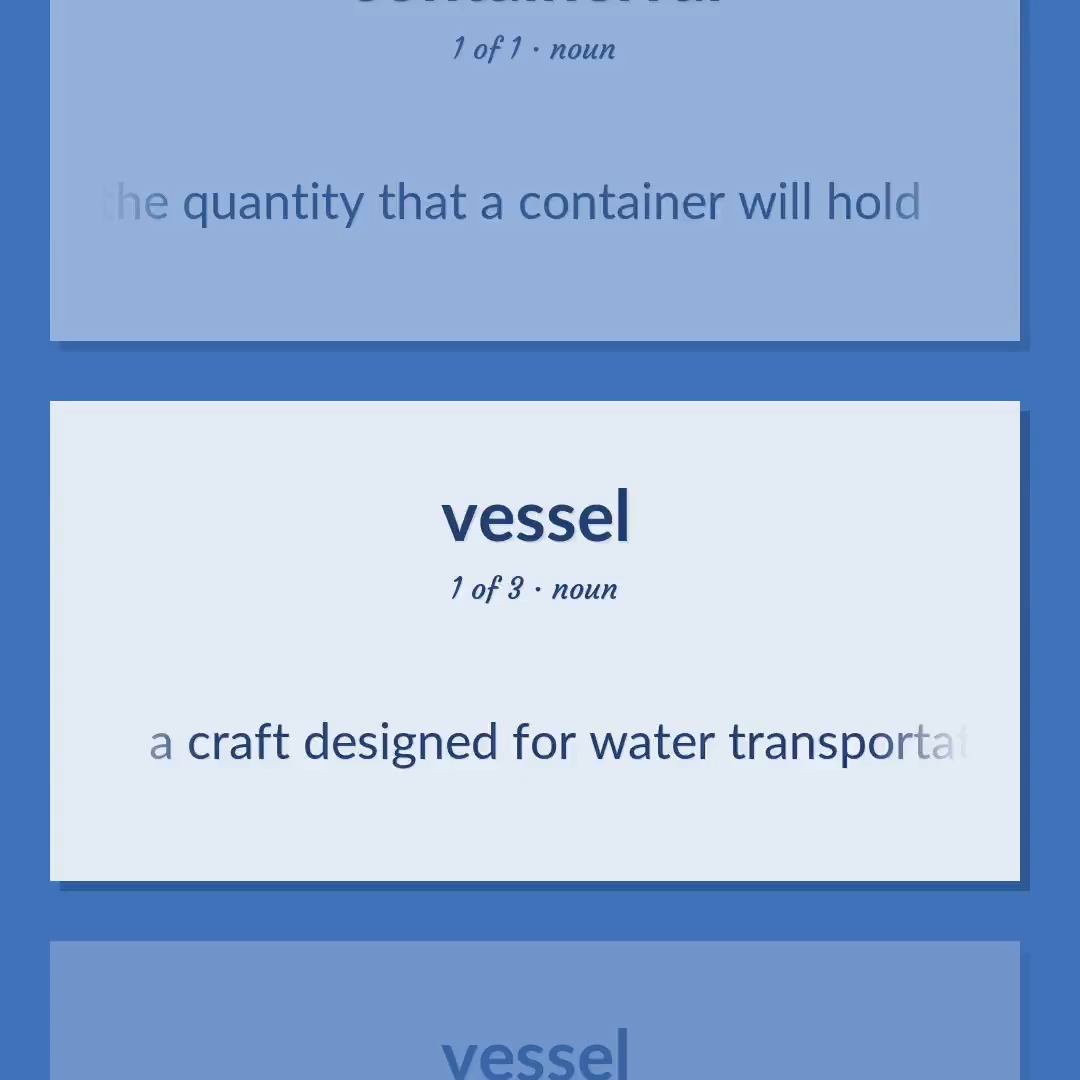 containerful
1 of 1 · noun
the quantity that a container will hold
vessel
1 of 3 · noun
a craft designed for water transportat
vessel